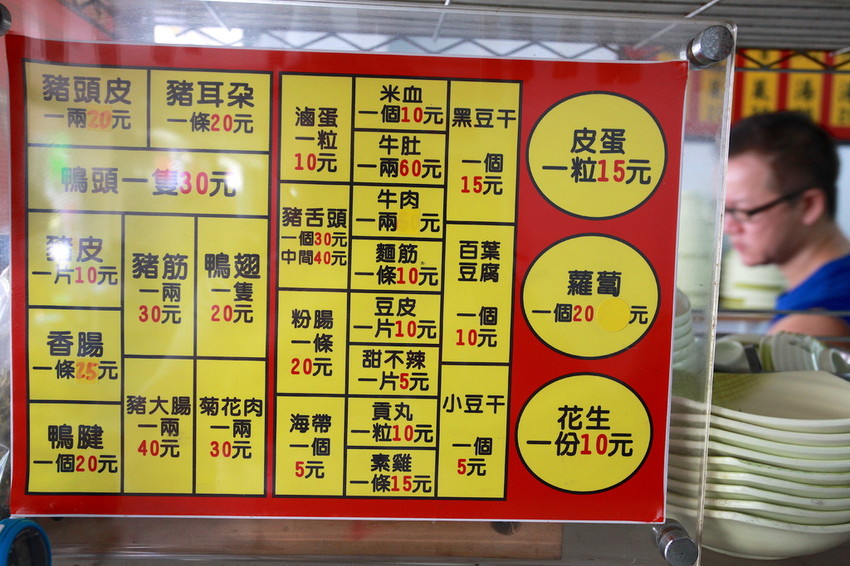 豬頭皮
一兩20元
豬耳朵
一條20元
鴨頭一隻30元
豬皮
一片10元
豬筋
一兩
30元
鴨翅
一隻
20元
香腸
一條25元
鴨腱
一個20元
豬大腸
一兩
40元
菊花肉
一兩
30元
滷蛋
一粒
10元
豬舌頭
一個30元
中間40元
粉腸
一條
20元
海帶
一個
5元
米血
一個10元
牛肚
一兩60元
牛肉
一兩60元
麵筋
一條10元
豆皮
一片10元
甜不辣
一片5元
貢丸
一粒10元
素雞
一條15元
黑豆干
一個
15元
百葉
豆腐
一個
10元
小豆干
一個
5元
皮蛋
一粒15元
蘿蔔
一個20元
花生
一份10元